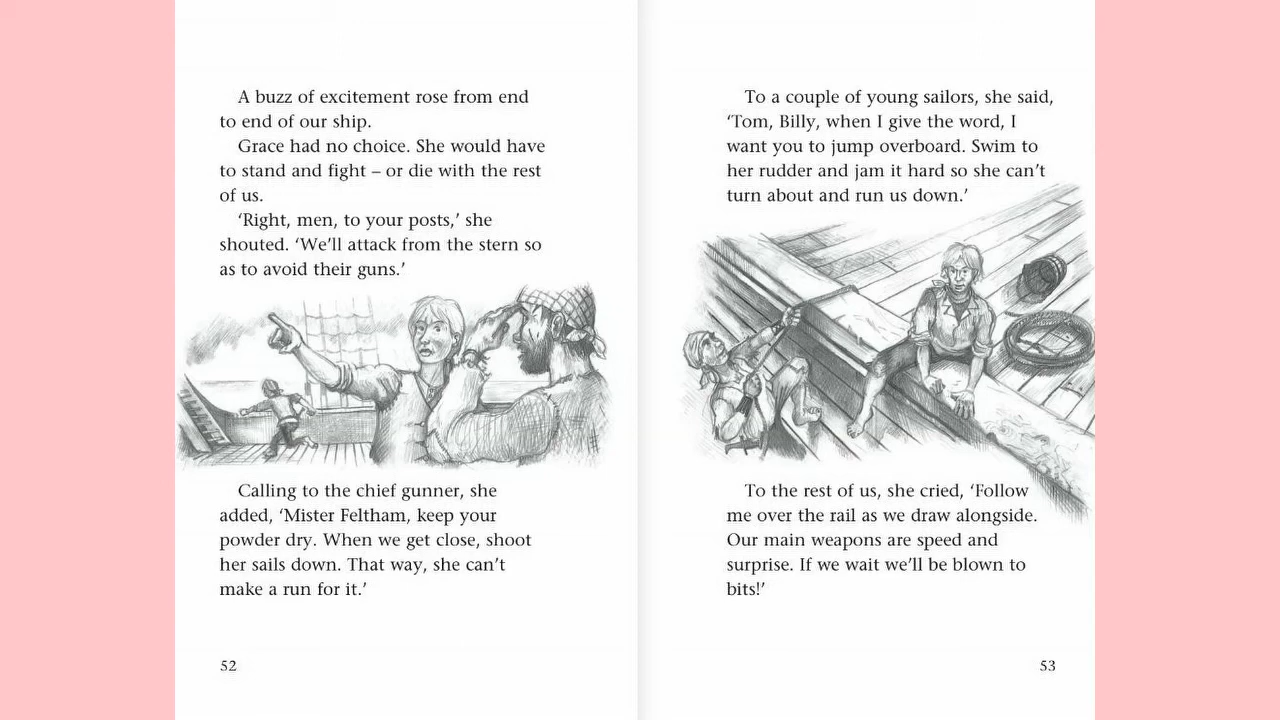 A buzz of excitement rose from end
to end of our ship.
Grace had no choice. She would have
to stand and fight – or die with the rest
of us.
‘Right, men, to your posts,’ she
shouted. ‘We’ll attack from the stern so
as to avoid their guns.’
Calling to the chief gunner, she
added, ‘Mister Feltham, keep your
powder dry. When we get close, shoot
her sails down. That way, she can’t
make a run for it.’
52
To a couple of young sailors, she said,
‘Tom, Billy, when I give the word, I
want you to jump overboard. Swim to
her rudder and jam it hard so she can’t
turn about and run us down.’
To the rest of us, she cried, ‘Follow
me over the rail as we draw alongside.
Our main weapons are speed and
surprise. If we wait we’ll be blown to
bits!’
53